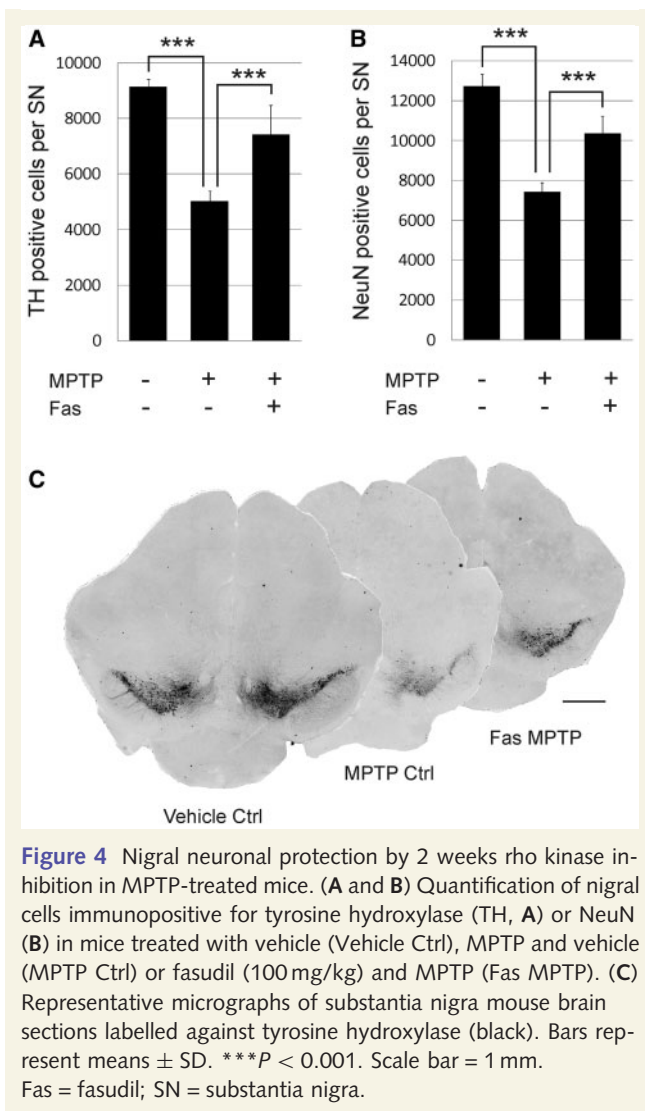 A
***
***
10000
8000
6000
4000
2000
0
TH positive cells per SN
MPTP - + +
Fas - - +
B
***
***
14000
12000
10000
8000
6000
4000
2000
0
NeuN positive cells per SN
MPTP - + +
Fas - - +
C
Fas MPTP
MPTP Ctrl
Vehicle Ctrl
Figure 4 Nigral neuronal protection by 2 weeks rho kinase in-
hibition in MPTP-treated mice. (A and B) Quantification of nigral
cells immunopositive for tyrosine hydroxylase (TH, A) or NeuN
(B) in mice treated with vehicle (Vehicle Ctrl), MPTP and vehicle
(MPTP Ctrl) or fasudil (100 mg/kg) and MPTP (Fas MPTP). (C)
Representative micrographs of substantia nigra mouse brain
sections labelled against tyrosine hydroxylase (black). Bars rep-
resent means ± SD. ***P < 0.001. Scale bar = 1 mm.
Fas = fasudil; SN = substantia nigra.